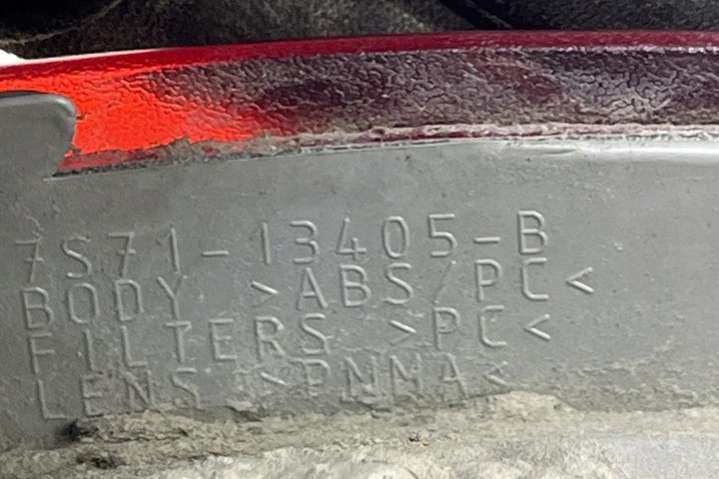 7S71-13405-B
BODY >ABS/PC<
FILTERS >PC<
LENS >PMMA<